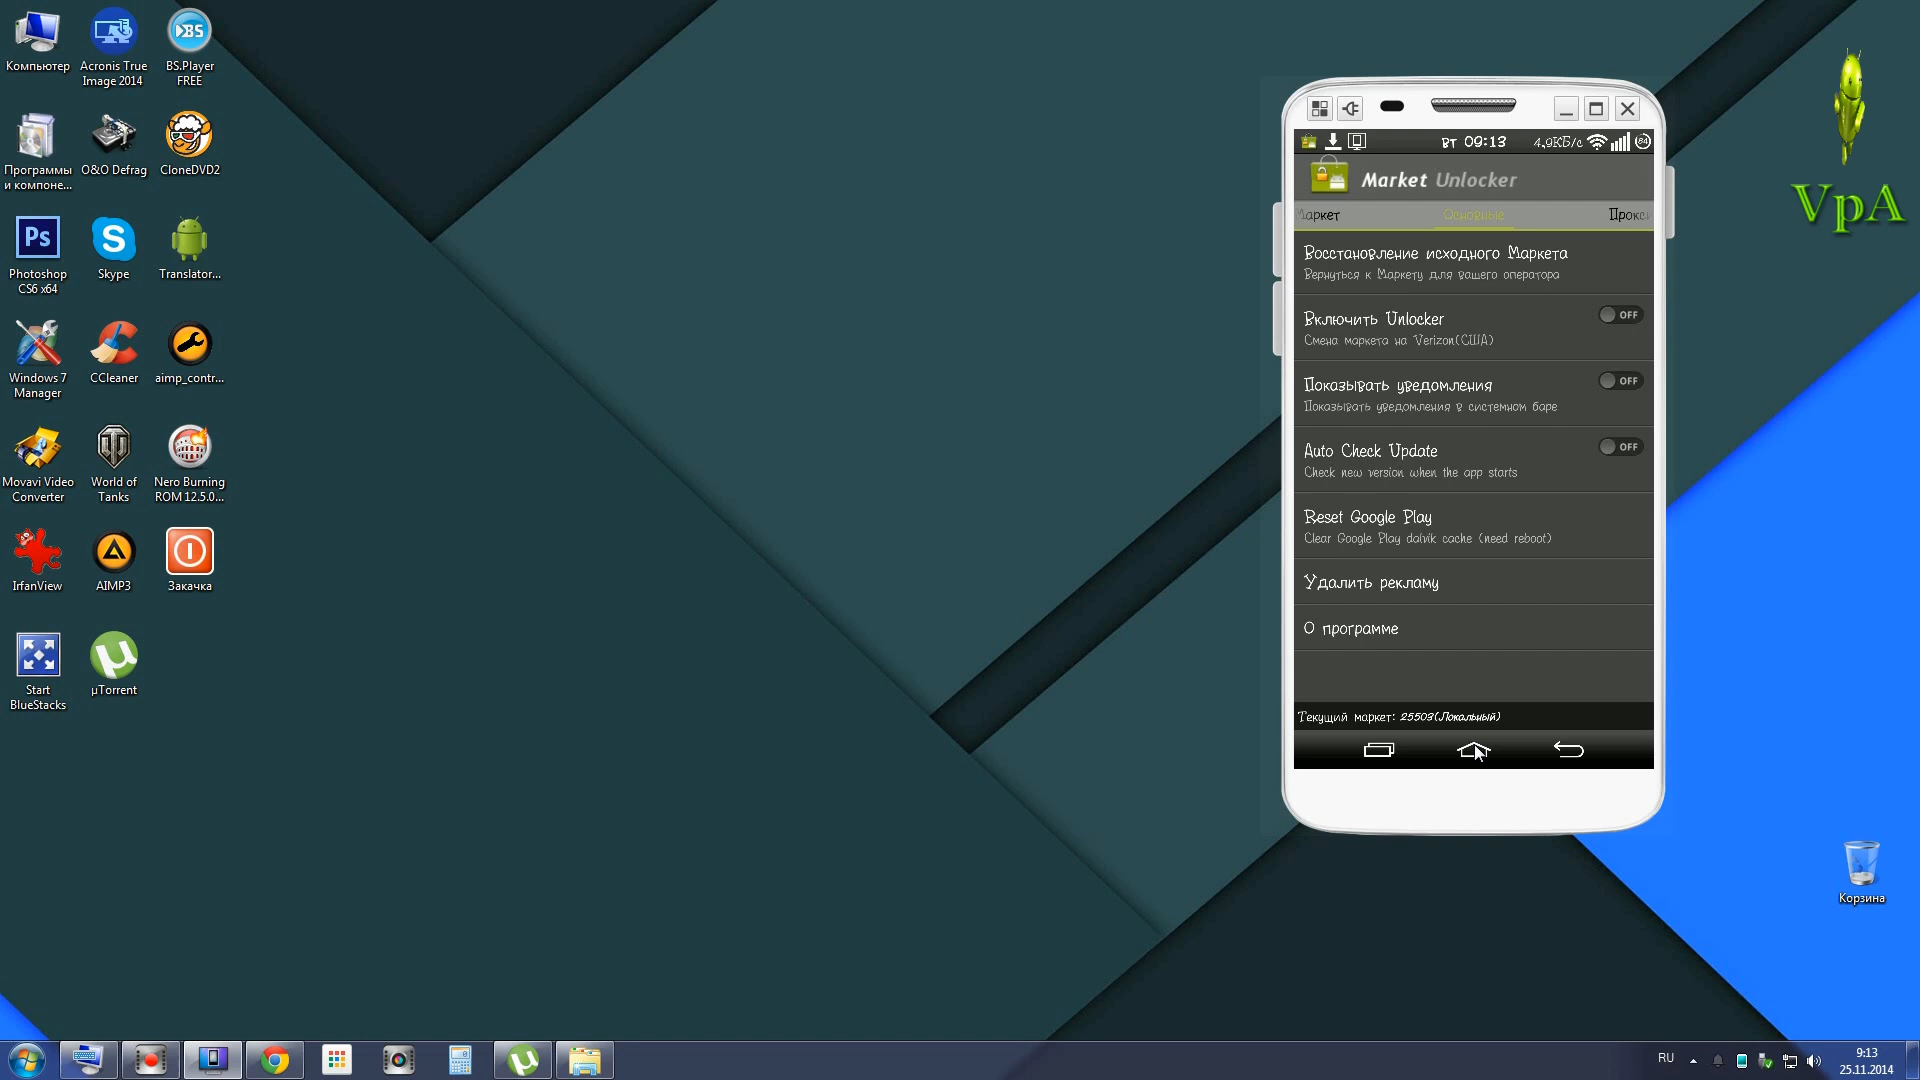 Компьютер
Acronis True
Image 2014
BS.Player
FREE
Программы
и компоне...
O&O Defrag
CloneDVD2
Ps
Photoshop
CS6 x64
Skype
Translator...
Windows 7
Manager
CCleaner
aimp_contr...
Movavi Video
Converter
World of
Tanks
Nero Burning
ROM 12.5.0...
IrfanView
AIMP3
Закачка
Start
BlueStacks
µTorrent
вт 09:13
4,9КБ/с
84
Market Unlocker
Маркет
Основные
Прокси
Восстановление исходного Маркета
Вернуться к Маркету для вашего оператора
Включить Unlocker
OFF
Смена маркета на Verizon(США)
Показывать уведомления
OFF
Показывать уведомления в системном баре
Auto Check Update
OFF
Check new version when the app starts
Reset Google Play
Clear Google Play dalvik cache (need reboot)
Удалить рекламу
О программе
Текущий маркет: 25503(Локальный)
VpA
Корзина
RU
9:13
25.11.2014